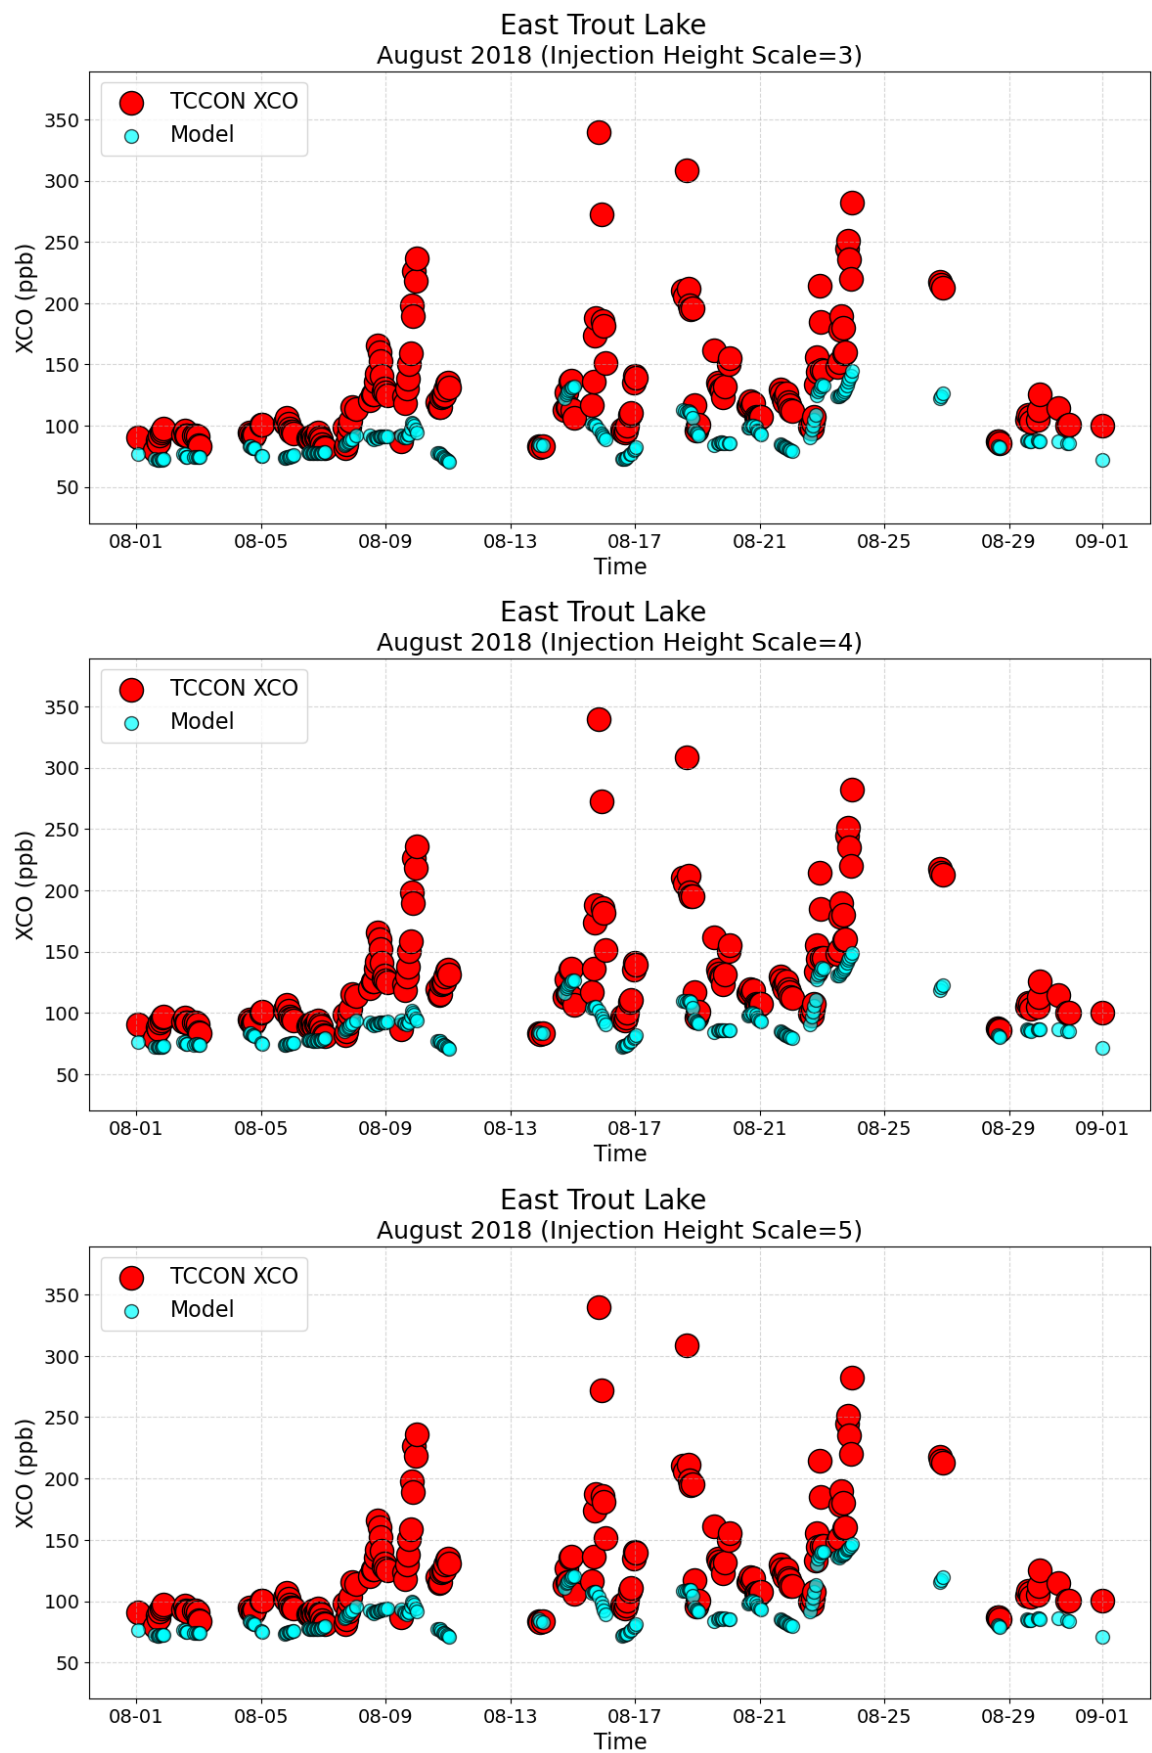 East Trout Lake
August 2018 (Injection Height Scale=3)
TCCON XCO
Model
XCO (ppb)
350
300
250
200
150
100
50
08-01 08-05 08-09 08-13 08-17 08-21 08-25 08-29 09-01
Time
East Trout Lake
August 2018 (Injection Height Scale=4)
TCCON XCO
Model
XCO (ppb)
350
300
250
200
150
100
50
08-01 08-05 08-09 08-13 08-17 08-21 08-25 08-29 09-01
Time
East Trout Lake
August 2018 (Injection Height Scale=5)
TCCON XCO
Model
XCO (ppb)
350
300
250
200
150
100
50
08-01 08-05 08-09 08-13 08-17 08-21 08-25 08-29 09-01
Time